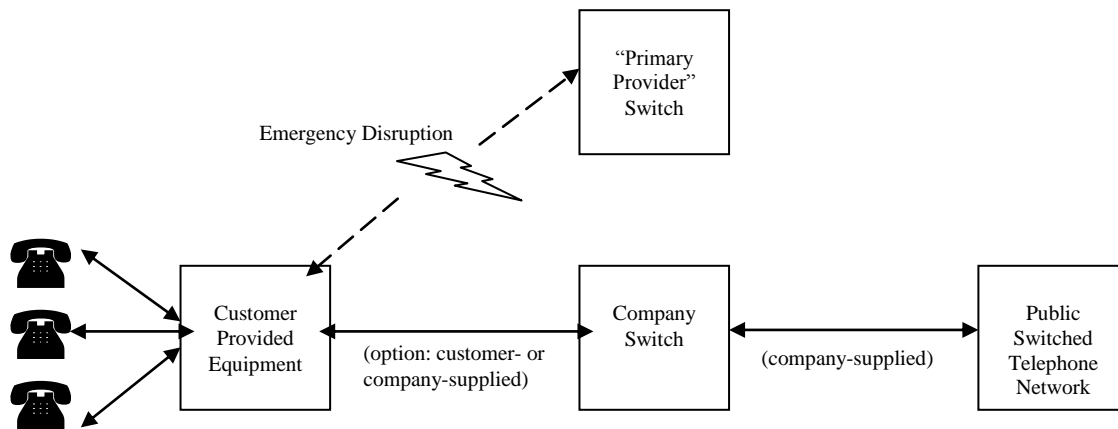 “Primary
Provider”
Switch
Emergency Disruption
Customer
Provided
Equipment
(option: customer- or
company-supplied)
Company
Switch
(company-supplied)
Public
Switched
Telephone
Network